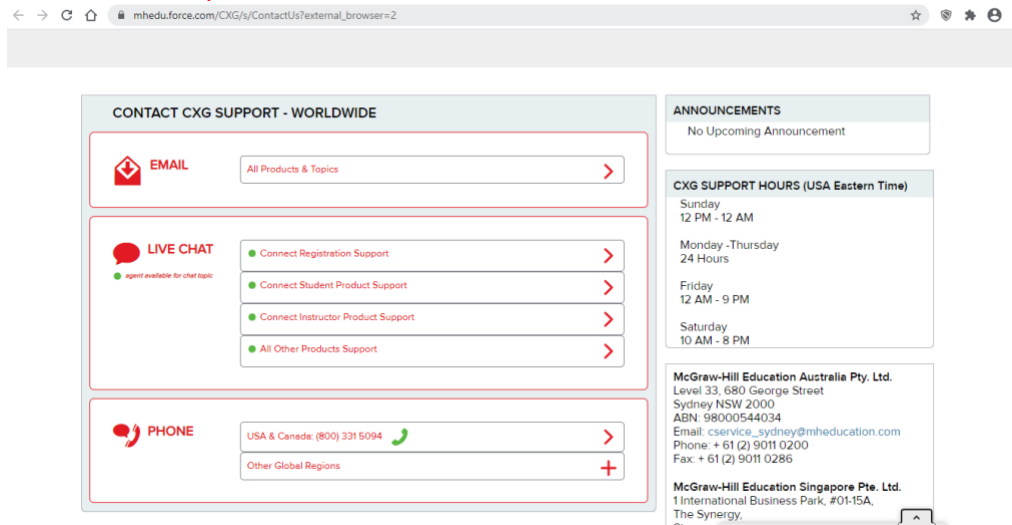 mhedu.force.com/CXG/s/ContactUs?external_browser=2
CONTACT CXG SUPPORT - WORLDWIDE
EMAIL
All Products & Topics
LIVE CHAT
agent available for chat topic
Connect Registration Support
Connect Student Product Support
Connect Instructor Product Support
All Other Products Support
PHONE
USA & Canada: (800) 331 5094
Other Global Regions
ANNOUNCEMENTS
No Upcoming Announcement
CXG SUPPORT HOURS (USA Eastern Time)
Sunday
12 PM - 12 AM
Monday -Thursday
24 Hours
Friday
12 AM - 9 PM
Saturday
10 AM - 8 PM
McGraw-Hill Education Australia Pty. Ltd.
Level 33, 680 George Street
Sydney NSW 2000
ABN: 98000544034
Email: cservice_sydney@mheducation.com
Phone: + 61 (2) 9011 0200
Fax: + 61 (2) 9011 0286
McGraw-Hill Education Singapore Pte. Ltd.
1 International Business Park, #01-15A,
The Synergy,